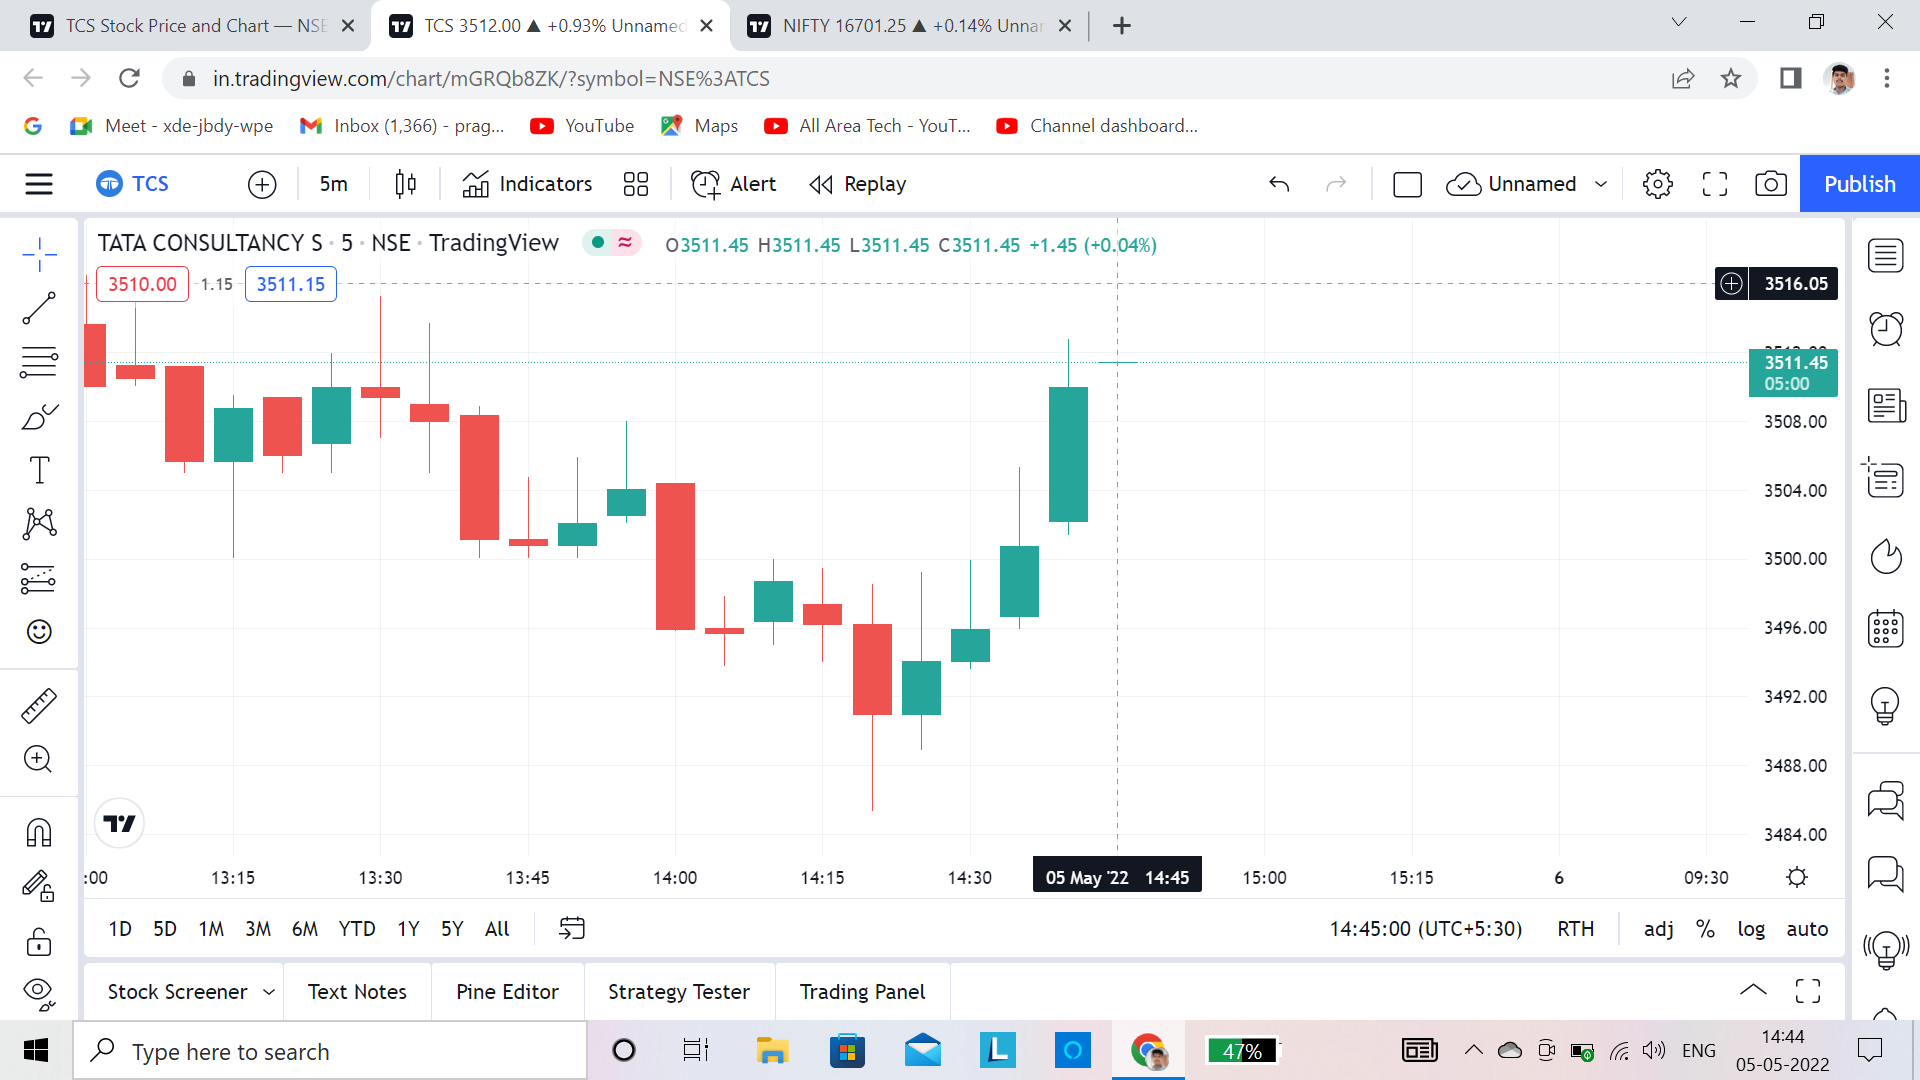 TCS Stock Price and Chart — NSE
TCS 3512.00 ▲ +0.93% Unnamed
NIFTY 16701.25 ▲ +0.14% Unnar
in.tradingview.com/chart/mGRQb8ZK/?symbol=NSE%3ATCS
Meet - xde-jbdy-wpe
Inbox (1,366) - prag...
YouTube
Maps
All Area Tech - YouT...
Channel dashboard...
TCS
5m
Indicators
Alert
Replay
Unnamed
Publish
TATA CONSULTANCY S · 5 · NSE · TradingView
O3511.45 H3511.45 L3511.45 C3511.45 +1.45 (+0.04%)
3510.00 1.15 3511.15
3516.05
3511.45
05:00
3508.00
3504.00
3500.00
3496.00
3492.00
3488.00
3484.00
:00 13:15 13:30 13:45 14:00 14:15 14:30 05 May '22 14:45 15:00 15:15 6 09:30
1D 5D 1M 3M 6M YTD 1Y 5Y All
14:45:00 (UTC+5:30) RTH adj % log auto
Stock Screener Text Notes Pine Editor Strategy Tester Trading Panel
Type here to search
L
47%
ENG
14:44
05-05-2022